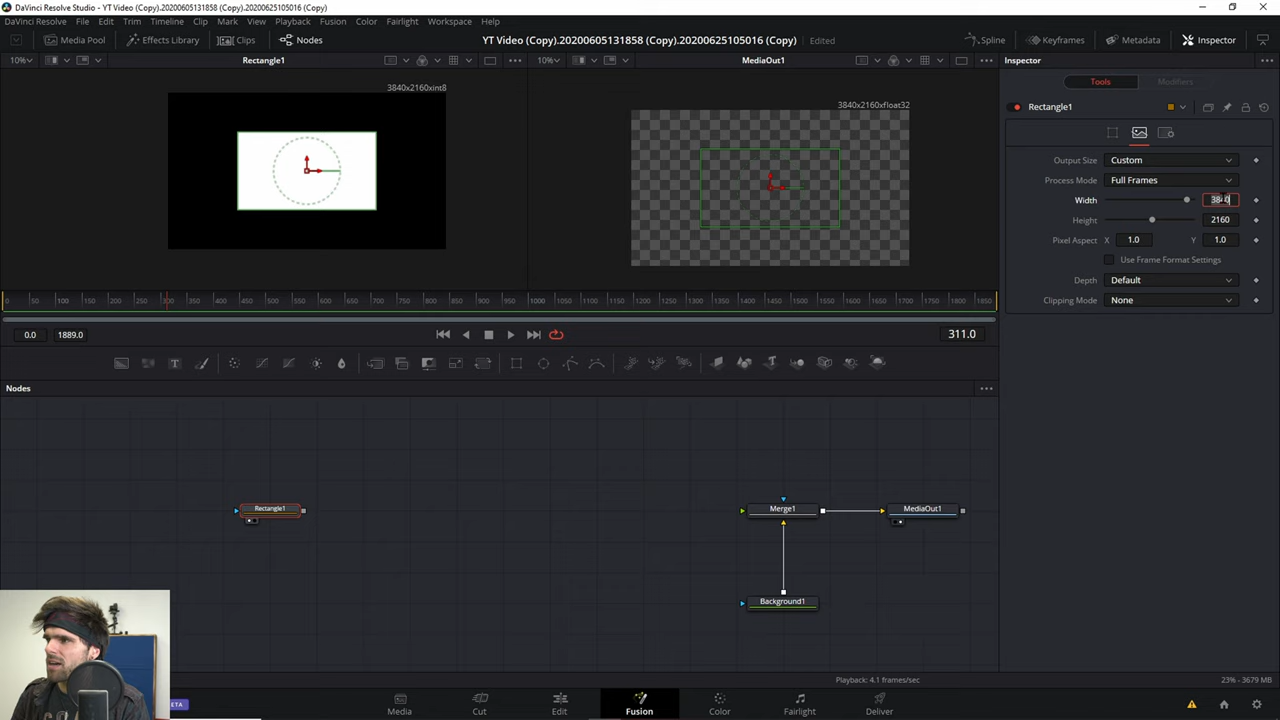 DaVinci Resolve Studio - YT Video (Copy).20200605131858 (Copy).20200625105016 (Copy)
DaVinci Resolve File Edit Trim Timeline Clip Mark View Playback Fusion Color Fairlight Workspace Help
Media Pool Effects Library Clips Nodes YT Video (Copy).20200605131858 (Copy).20200625105016 (Copy) Edited Spline Keyframes Metadata Inspector
10% Rectangle1 10% MediaOut1 Inspector
Tools Modifiers
3840x2160xint8 3840x2160xfloat32
Rectangle1
Output Size Custom
Process Mode Full Frames
Width 3840
Height 2160
Pixel Aspect X 1.0 Y 1.0
Use Frame Format Settings
Depth Default
Clipping Mode None
0 50 100 150 200 250 300 350 400 450 500 550 600 650 700 750 800 850 900 950 1000 1050 1100 1150 1200 1250 1300 1350 1400 1450 1500 1550 1600 1650 1700 1750 1800 1850
0.0 1889.0 311.0
Nodes
Rectangle1 Merge1 MediaOut1
Background1
Playback: 4.1 frames/sec 23% - 3679 MB
BETA Media Cut Edit Fusion Color Fairlight Deliver